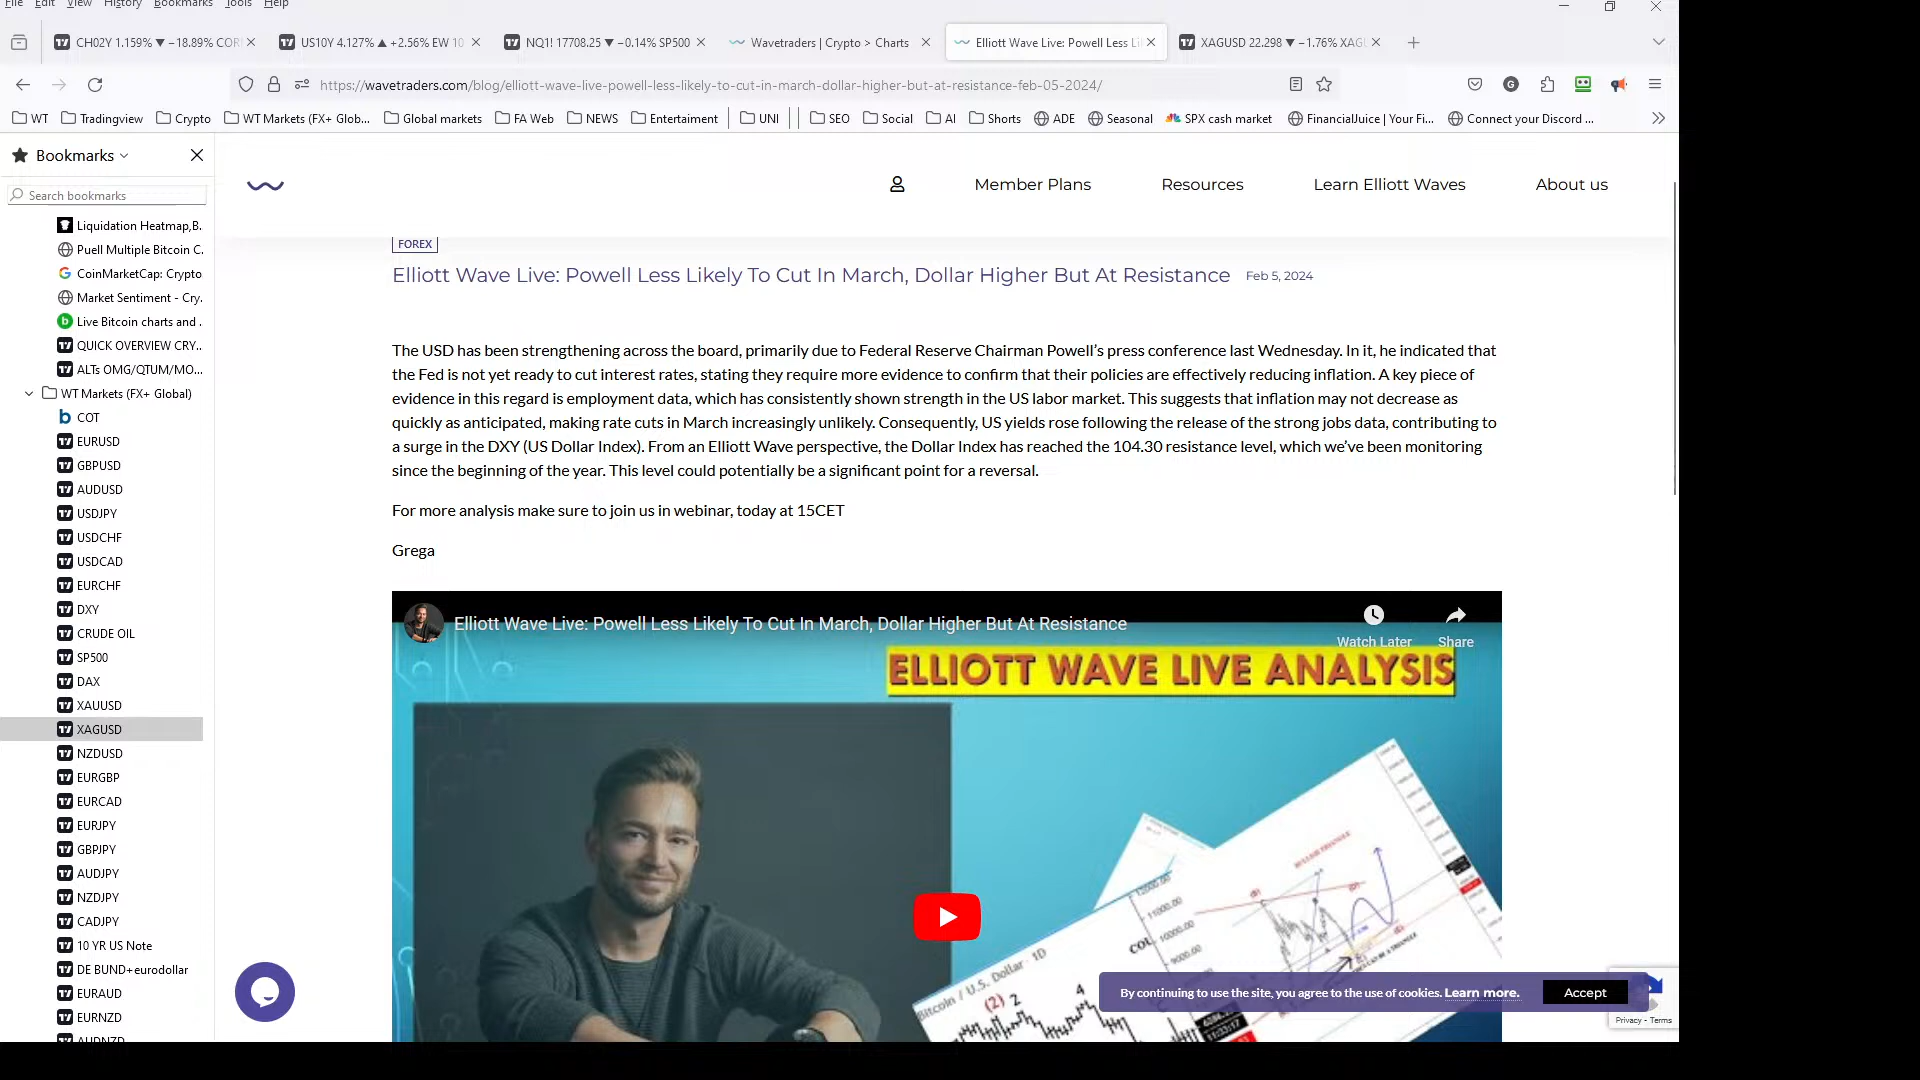 File Edit View History Bookmarks Tools Help
CH02Y 1.159% ▼ −18.89% COR
US10Y 4.127% ▲ +2.56% EW 10
NQ1! 17708.25 ▼ −0.14% SP500
Wavetraders | Crypto > Charts
Elliott Wave Live: Powell Less Li
XAGUSD 22.298 ▼ −1.76% XAG
https://wavetraders.com/blog/elliott-wave-live-powell-less-likely-to-cut-in-march-dollar-higher-but-at-resistance-feb-05-2024/
WT Tradingview Crypto WT Markets (FX+ Glob... Global markets FA Web NEWS Entertaiment UNI SEO Social AI Shorts ADE Seasonal SPX cash market FinancialJuice | Your Fi... Connect your Discord ...
Bookmarks
Search bookmarks
Liquidation Heatmap,B.
Puell Multiple Bitcoin C.
CoinMarketCap: Crypto
Market Sentiment - Cry.
Live Bitcoin charts and .
QUICK OVERVIEW CRY..
ALTs OMG/QTUM/MO...
WT Markets (FX+ Global)
COT
EURUSD
GBPUSD
AUDUSD
USDJPY
USDCHF
USDCAD
EURCHF
DXY
CRUDE OIL
SP500
DAX
XAUUSD
XAGUSD
NZDUSD
EURGBP
EURCAD
EURJPY
GBPJPY
AUDJPY
NZDJPY
CADJPY
10 YR US Note
DE BUND+eurodollar
EURAUD
EURNZD
AUDNZD
Member Plans Resources Learn Elliott Waves About us
FOREX
Elliott Wave Live: Powell Less Likely To Cut In March, Dollar Higher But At Resistance Feb 5, 2024
The USD has been strengthening across the board, primarily due to Federal Reserve Chairman Powell’s press conference last Wednesday. In it, he indicated that
the Fed is not yet ready to cut interest rates, stating they require more evidence to confirm that their policies are effectively reducing inflation. A key piece of
evidence in this regard is employment data, which has consistently shown strength in the US labor market. This suggests that inflation may not decrease as
quickly as anticipated, making rate cuts in March increasingly unlikely. Consequently, US yields rose following the release of the strong jobs data, contributing to
a surge in the DXY (US Dollar Index). From an Elliott Wave perspective, the Dollar Index has reached the 104.30 resistance level, which we’ve been monitoring
since the beginning of the year. This level could potentially be a significant point for a reversal.
For more analysis make sure to join us in webinar, today at 15CET
Grega
Elliott Wave Live: Powell Less Likely To Cut In March, Dollar Higher But At Resistance
Watch Later Share
ELLIOTT WAVE LIVE ANALYSIS
BULLISH TRIANGLE
12000.00
11000.00
10000.00
9000.00
Bitcoin / U.S. Dollar · 1D
(2) 2
4
By continuing to use the site, you agree to the use of cookies. Learn more.
Accept
Privacy - Terms